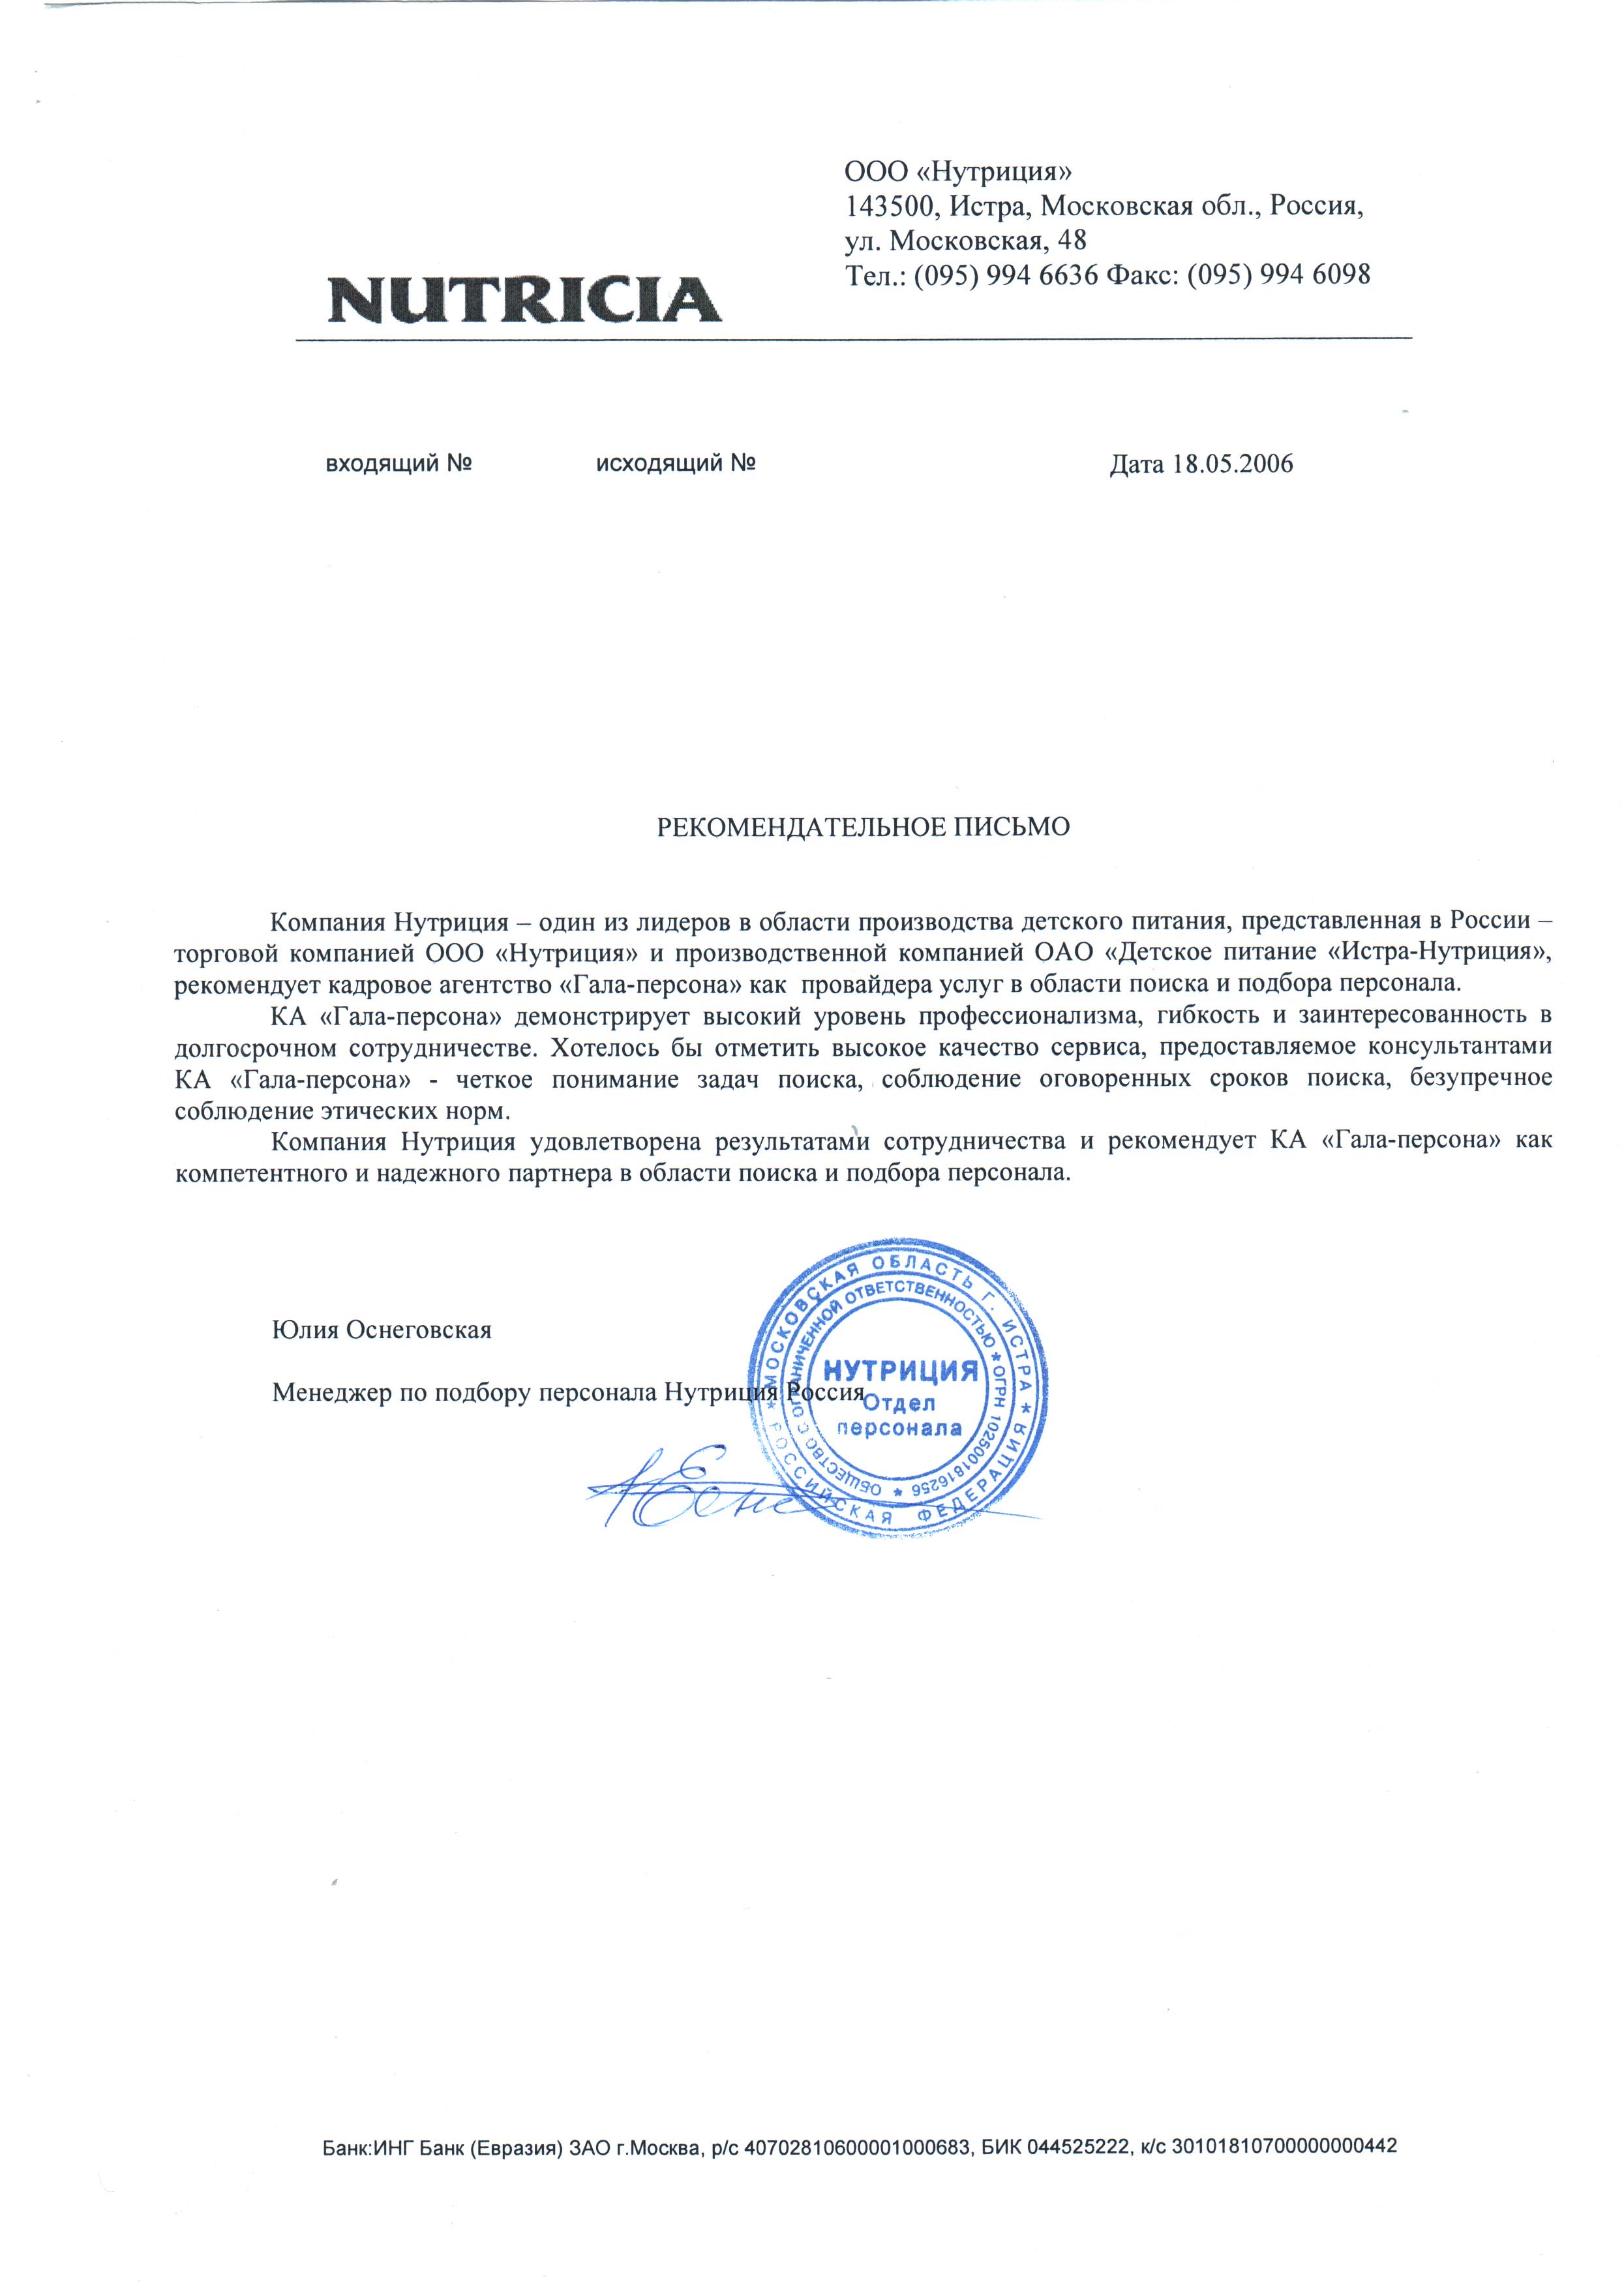 ООО «Нутриция»
143500, Истра, Московская обл., Россия,
ул. Московская, 48
Тел.: (095) 994 6636 Факс: (095) 994 6098
NUTRICIA
входящий № исходящий № Дата 18.05.2006
РЕКОМЕНДАТЕЛЬНОЕ ПИСЬМО
Компания Нутриция – один из лидеров в области производства детского питания, представленная в России –
торговой компанией ООО «Нутриция» и производственной компанией ОАО «Детское питание «Истра-Нутриция»,
рекомендует кадровое агентство «Гала-персона» как провайдера услуг в области поиска и подбора персонала.
КА «Гала-персона» демонстрирует высокий уровень профессионализма, гибкость и заинтересованность в
долгосрочном сотрудничестве. Хотелось бы отметить высокое качество сервиса, предоставляемое консультантами
КА «Гала-персона» - четкое понимание задач поиска, соблюдение оговоренных сроков поиска, безупречное
соблюдение этических норм.
Компания Нутриция удовлетворена результатами сотрудничества и рекомендует КА «Гала-персона» как
компетентного и надежного партнера в области поиска и подбора персонала.
Юлия Оснеговская
Менеджер по подбору персонала Нутриция Россия
* МОСКОВСКАЯ ОБЛАСТЬ Г. ИСТРА * РОССИЙСКАЯ ФЕДЕРАЦИЯ
ОБЩЕСТВО С ОГРАНИЧЕННОЙ ОТВЕТСТВЕННОСТЬЮ * ОГРН 1025001816256 *
НУТРИЦИЯ
Отдел
персонала
Банк:ИНГ Банк (Евразия) ЗАО г.Москва, р/с 40702810600001000683, БИК 044525222, к/с 30101810700000000442